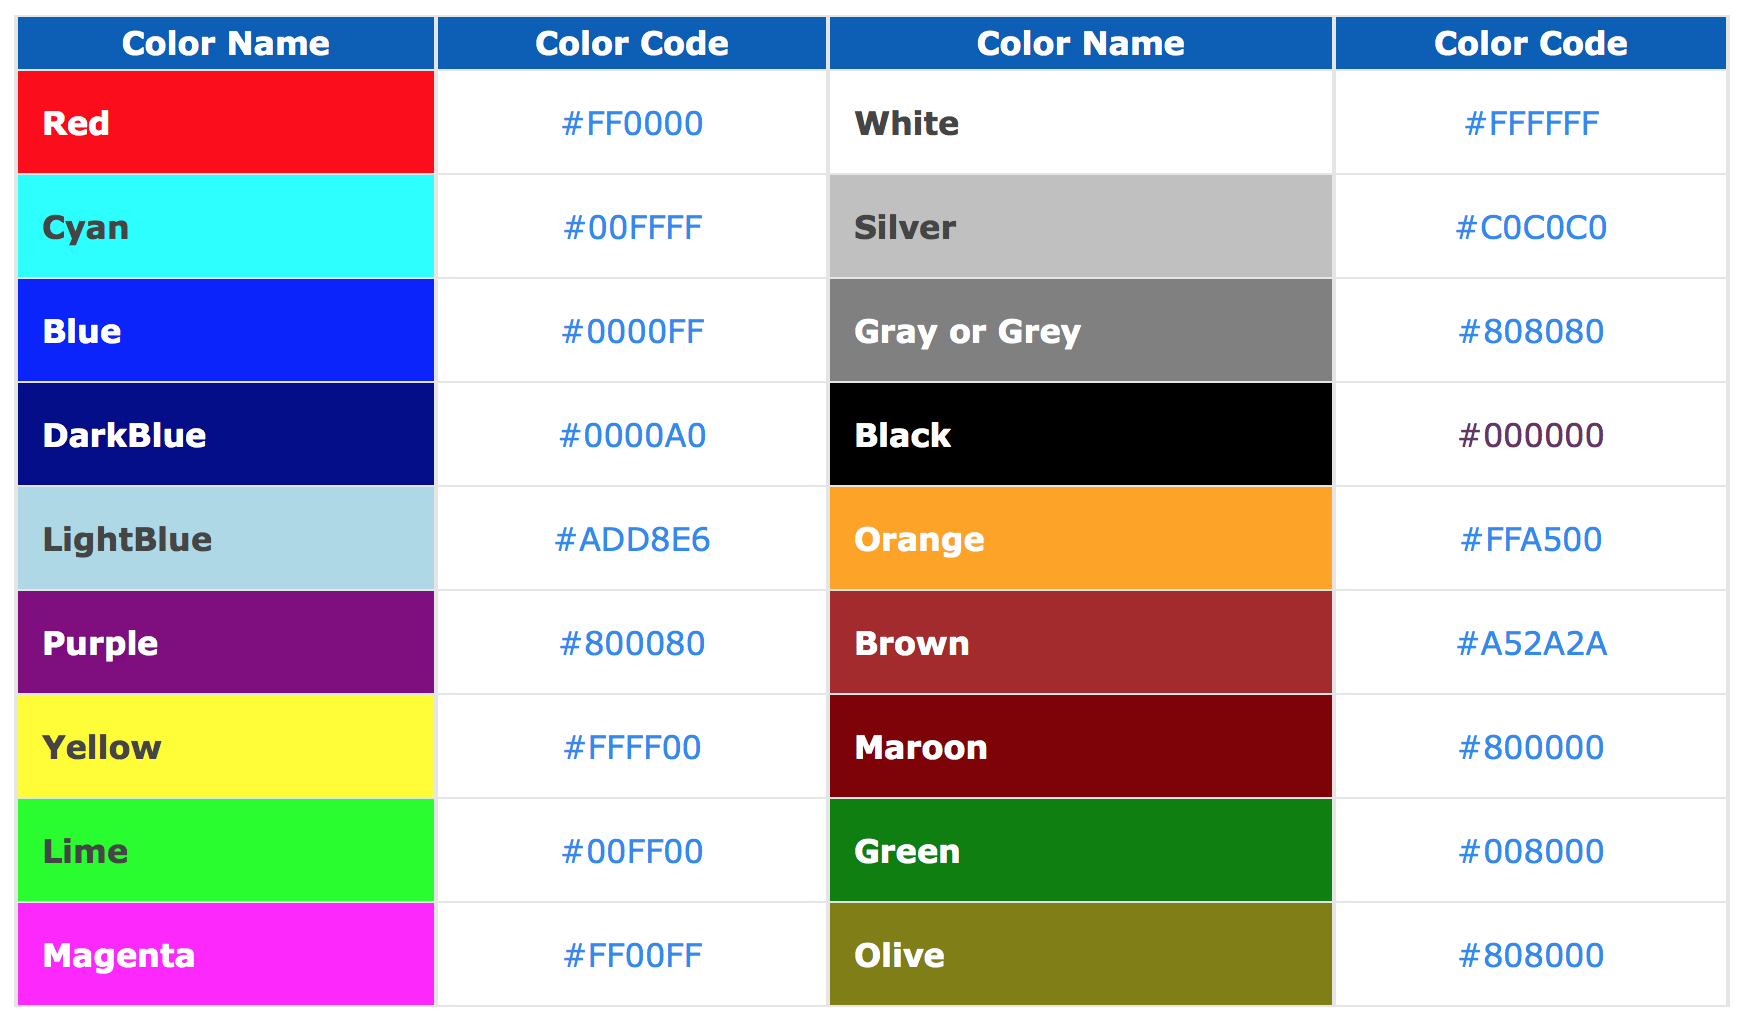 Color Name Color Code Color Name Color Code
Red #FF0000 White #FFFFFF
Cyan #00FFFF Silver #C0C0C0
Blue #0000FF Gray or Grey #808080
DarkBlue #0000A0 Black #000000
LightBlue #ADD8E6 Orange #FFA500
Purple #800080 Brown #A52A2A
Yellow #FFFF00 Maroon #800000
Lime #00FF00 Green #008000
Magenta #FF00FF Olive #808000